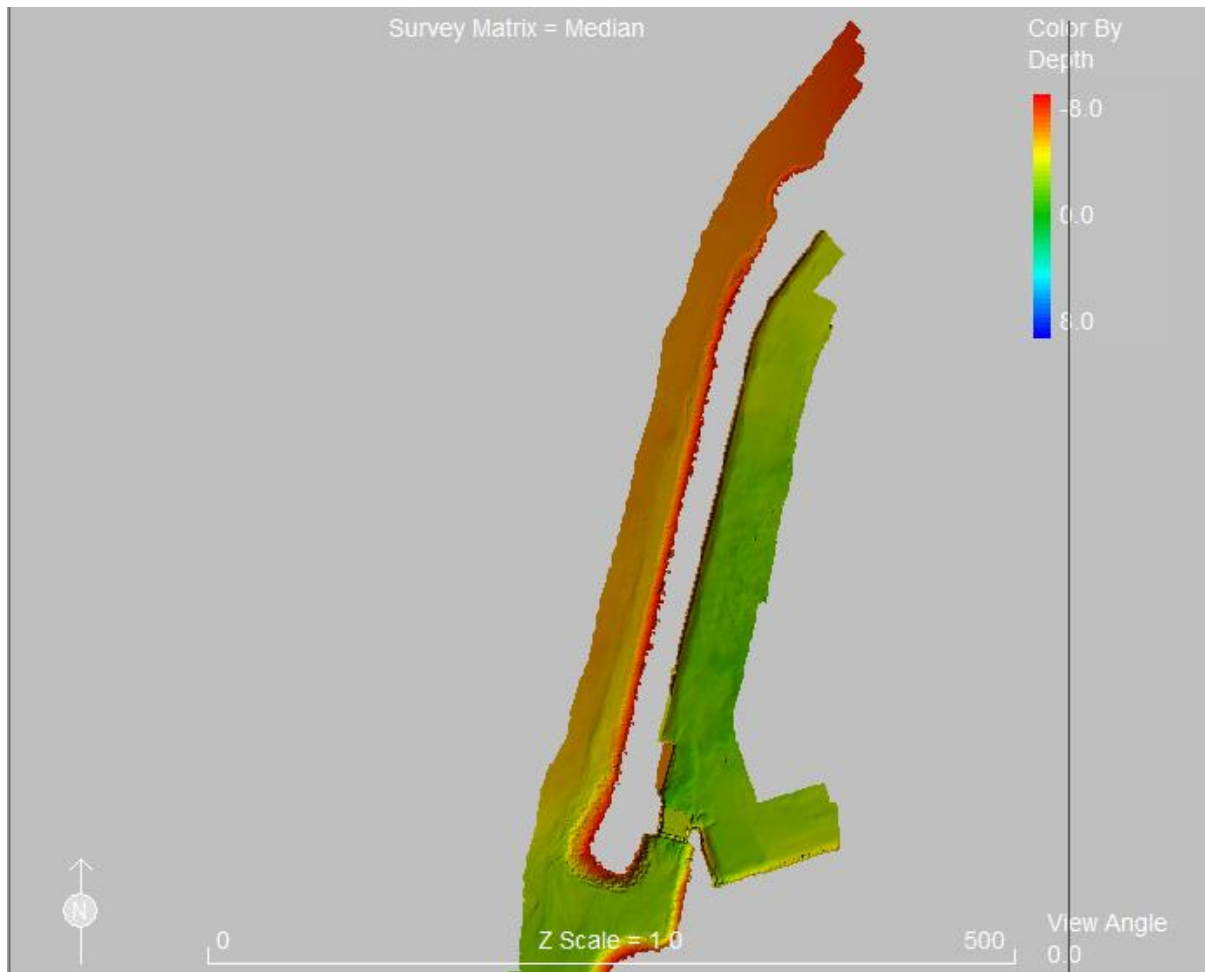 Survey Matrix = Median
Color By
Depth
-8.0
0.0
8.0
N
View Angle
0.0
0
Z Scale = 1.0
500